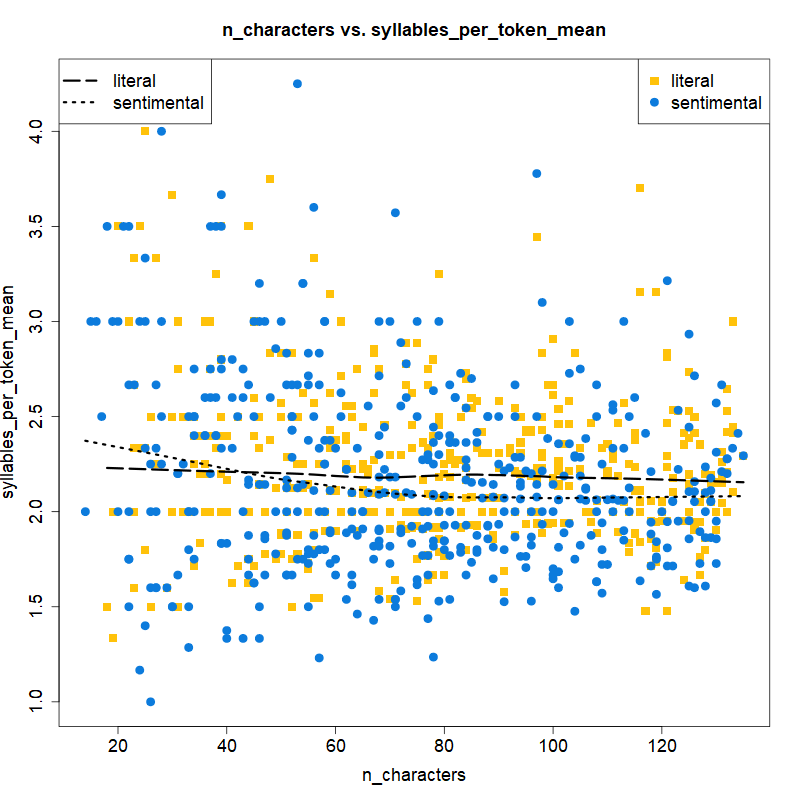 n_characters vs. syllables_per_token_mean
literal
sentimental
literal
sentimental
syllables_per_token_mean
4.0
3.5
3.0
2.5
2.0
1.5
1.0
20 40 60 80 100 120
n_characters